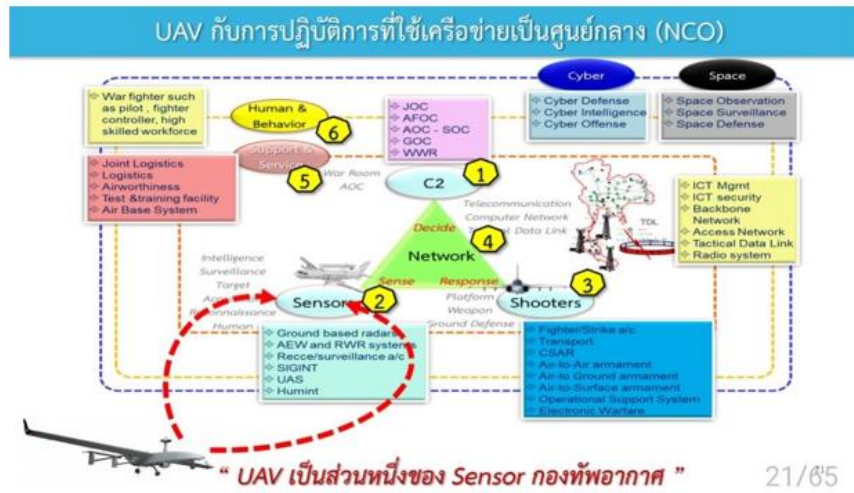 UAV กับการปฏิบัติการที่ใช้เครือข่ายเป็นศูนย์กลาง (NCO)
Cyber
Space
War fighter such
as pilot , fighter
controller, high
skilled workforce
Human &
Behavior
6
JOC
AFOC
AOC - SOC
GOC
WWR
Cyber Defense
Cyber Intelligence
Cyber Offense
Space Observation
Space Surveillance
Space Defense
Support &
Service
5
Joint Logistics
Logistics
Airworthiness
Test &training facility
Air Base System
War Room
AOC
1
C2
Telecommunication
Computer Network
Tactical Data Link
TDL
ICT Mgmt
ICT security
Backbone
Network
Access Network
Tactical Data Link
Radio system
Decide
4
Network
Sense
Response
Intelligence
Surveillance
Target
Reconnaissance
Human
Sensor
2
3
Shooters
Platform
Weapon
Ground Defense
Ground based radars
AEW and RWR systems
Recce/surveillance a/c
SIGINT
UAS
Humint
Fighter/Strike a/c
Transport
CSAR
Air-to-Air armament
Air-to Ground armament
Air-to-Surface armament
Operational Support System
Electronic Warfare
“ UAV เป็นส่วนหนึ่งของ Sensor กองทัพอากาศ ”
21/65